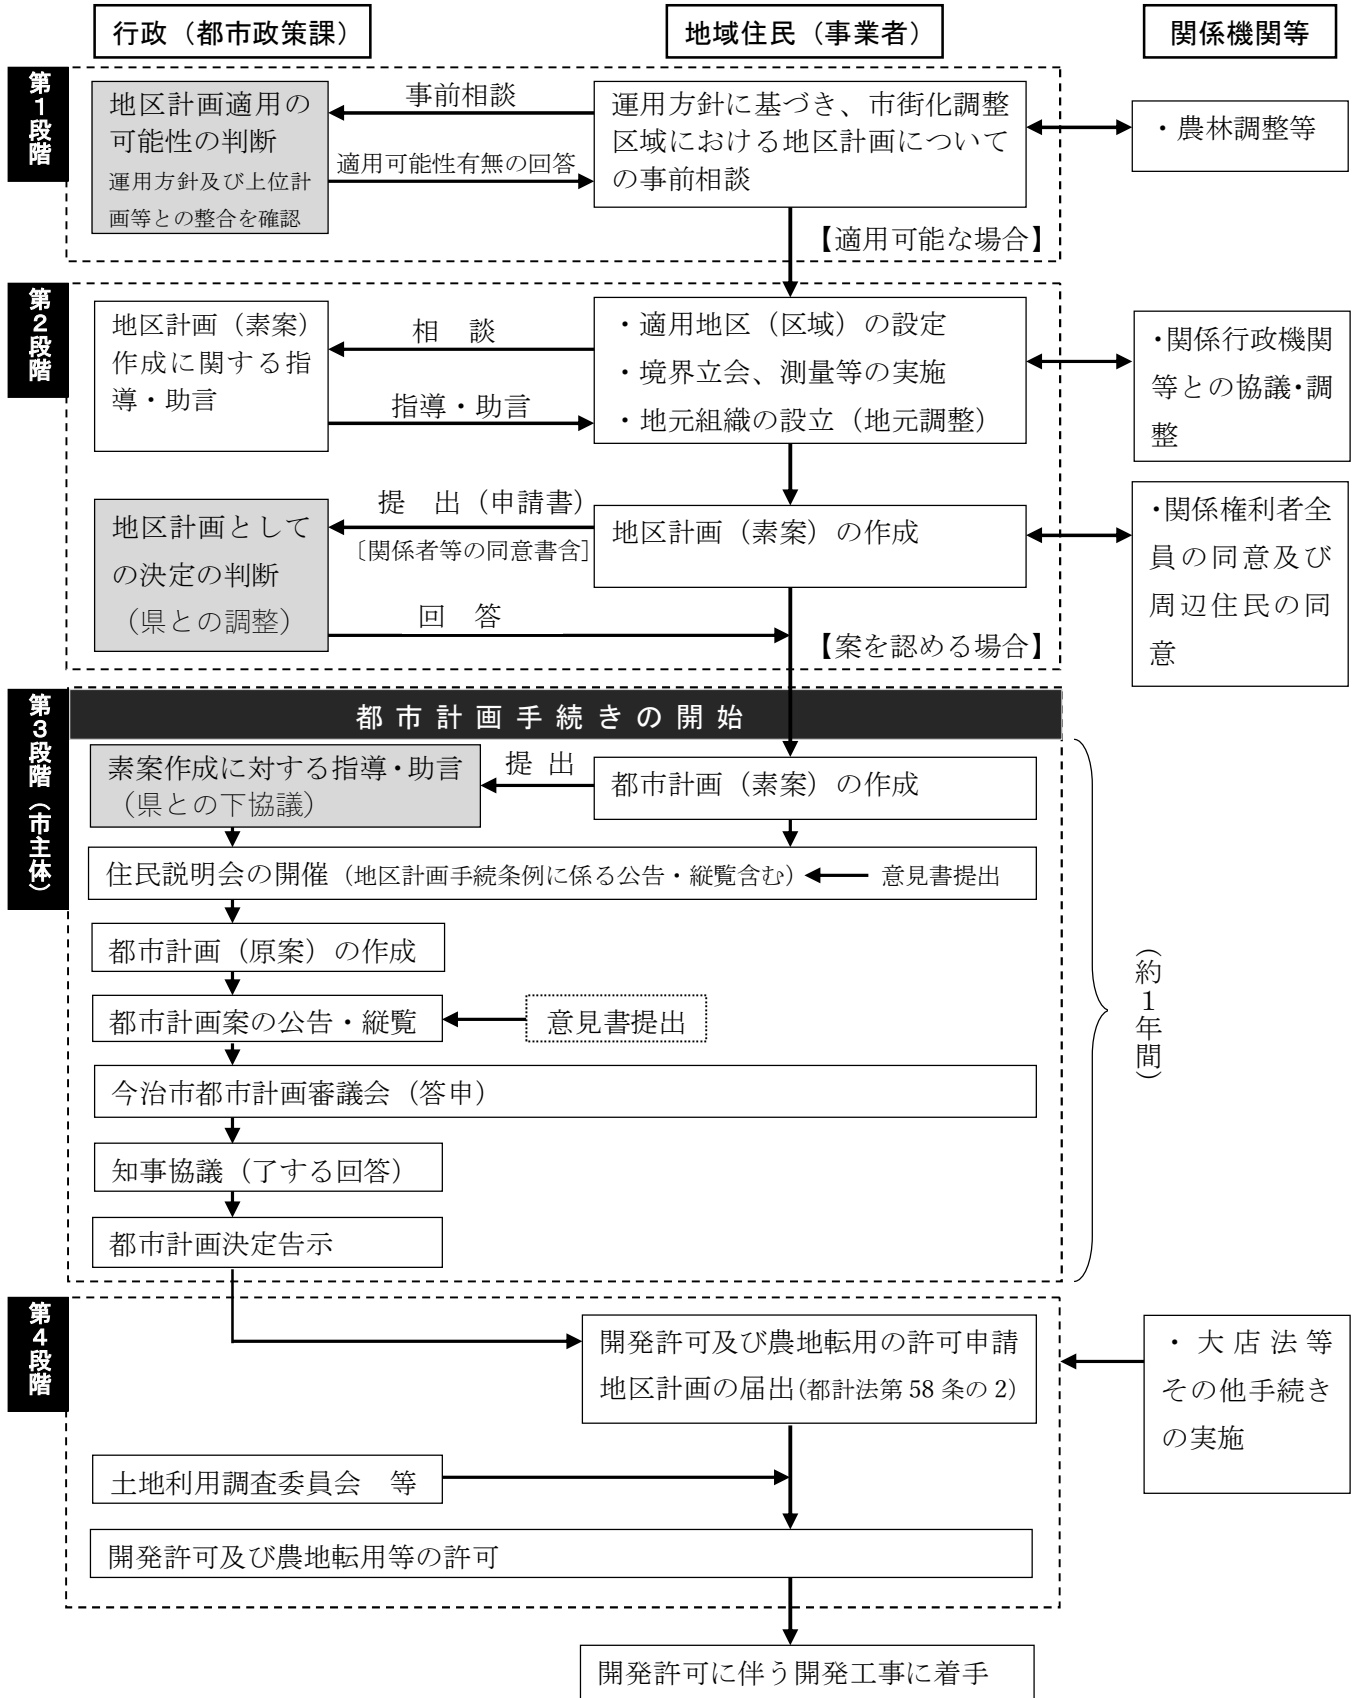 行政（都市政策課）
地域住民（事業者）
関係機関等
第１段階
地区計画適用の
可能性の判断
運用方針及び上位計
画等との整合を確認
事前相談
適用可能性有無の回答
運用方針に基づき、市街化調整
区域における地区計画について
の事前相談
・農林調整等
【適用可能な場合】
第２段階
地区計画（素案）
作成に関する指
導・助言
相　談
指導・助言
・適用地区（区域）の設定
・境界立会、測量等の実施
・地元組織の設立（地元調整）
・関係行政機関
等との協議・調
整
地区計画として
の決定の判断
（県との調整）
提　出（申請書）
［関係者等の同意書含］
回　答
地区計画（素案）の作成
・関係権利者全
員の同意及び
周辺住民の同
意
【案を認める場合】
第３段階（市主体）
都市計画手続きの開始
素案作成に対する指導・助言
（県との下協議）
提 出
都市計画（素案）の作成
住民説明会の開催（地区計画手続条例に係る公告・縦覧含む）
意見書提出
都市計画（原案）の作成
都市計画案の公告・縦覧
意見書提出
今治市都市計画審議会（答申）
知事協議（了する回答）
都市計画決定告示
（約１年間）
第４段階
開発許可及び農地転用の許可申請
地区計画の届出（都計法第 58 条の 2）
・大店法等
その他手続き
の実施
土地利用調査委員会　等
開発許可及び農地転用等の許可
開発許可に伴う開発工事に着手